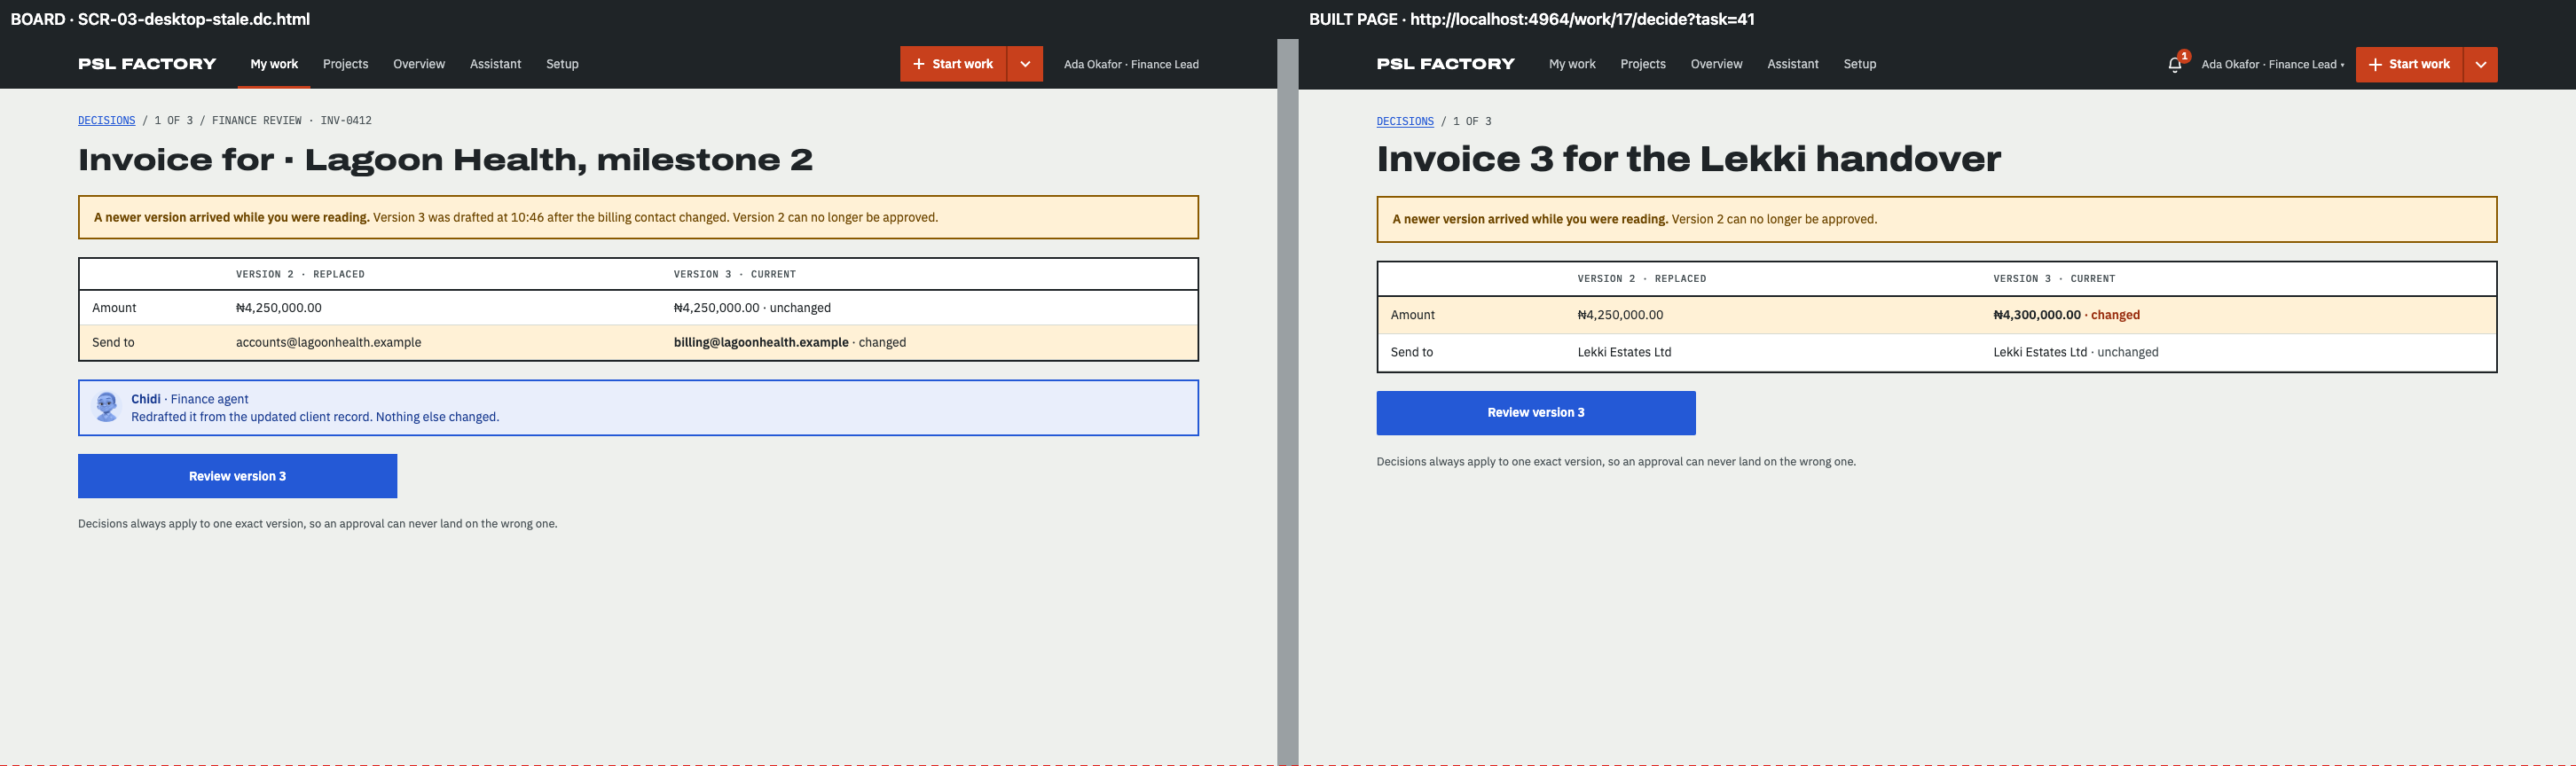 BOARD · SCR-03-desktop-stale.dc.html
PSL FACTORY My work Projects Overview Assistant Setup + Start work Ada Okafor · Finance Lead
DECISIONS / 1 OF 3 / FINANCE REVIEW · INV-0412
Invoice for · Lagoon Health, milestone 2
A newer version arrived while you were reading. Version 3 was drafted at 10:46 after the billing contact changed. Version 2 can no longer be approved.
VERSION 2 · REPLACED VERSION 3 · CURRENT
Amount ₦4,250,000.00 ₦4,250,000.00 · unchanged
Send to accounts@lagoonhealth.example billing@lagoonhealth.example · changed
Chidi · Finance agent
Redrafted it from the updated client record. Nothing else changed.
Review version 3
Decisions always apply to one exact version, so an approval can never land on the wrong one.
BUILT PAGE · http://localhost:4964/work/17/decide?task=41
PSL FACTORY My work Projects Overview Assistant Setup 1 Ada Okafor · Finance Lead ▾ + Start work
DECISIONS / 1 OF 3
Invoice 3 for the Lekki handover
A newer version arrived while you were reading. Version 2 can no longer be approved.
VERSION 2 · REPLACED VERSION 3 · CURRENT
Amount ₦4,250,000.00 ₦4,300,000.00 · changed
Send to Lekki Estates Ltd Lekki Estates Ltd · unchanged
Review version 3
Decisions always apply to one exact version, so an approval can never land on the wrong one.